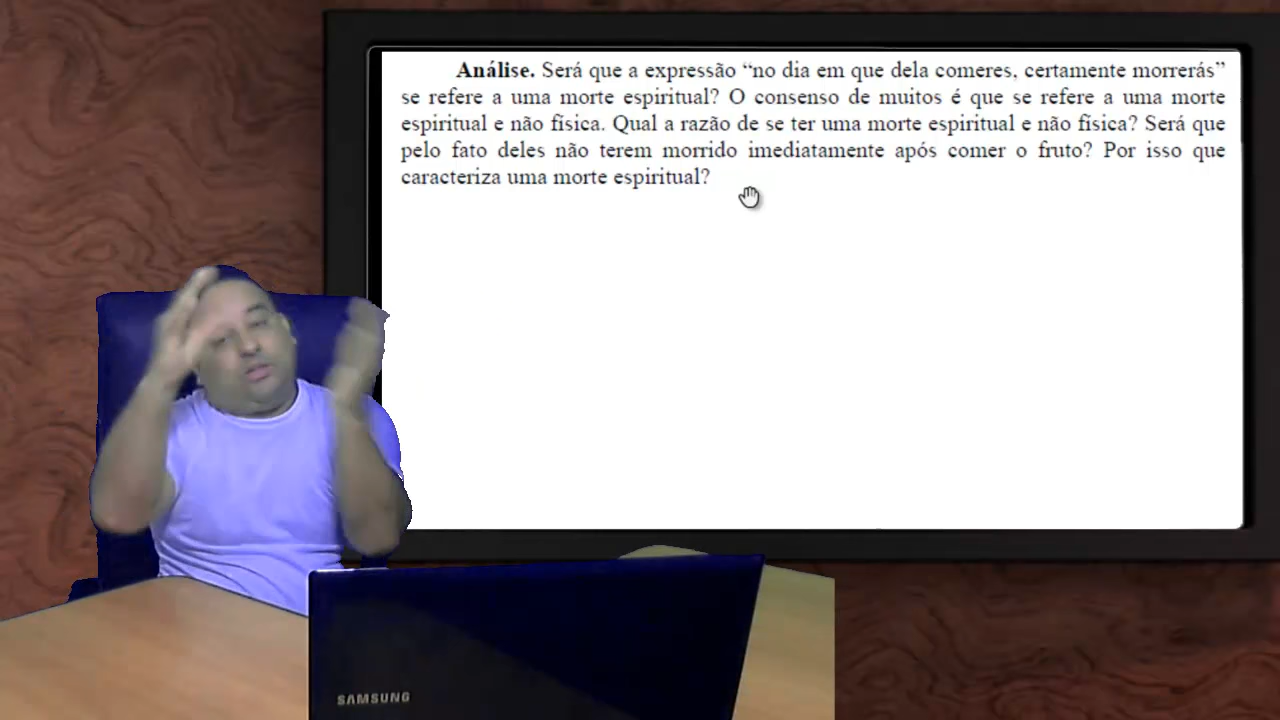 Análise. Será que a expressão “no dia em que dela comeres, certamente morrerás”
se refere a uma morte espiritual? O consenso de muitos é que se refere a uma morte
espiritual e não física. Qual a razão de se ter uma morte espiritual e não física? Será que
pelo fato deles não terem morrido imediatamente após comer o fruto? Por isso que
caracteriza uma morte espiritual?
SAMSUNG